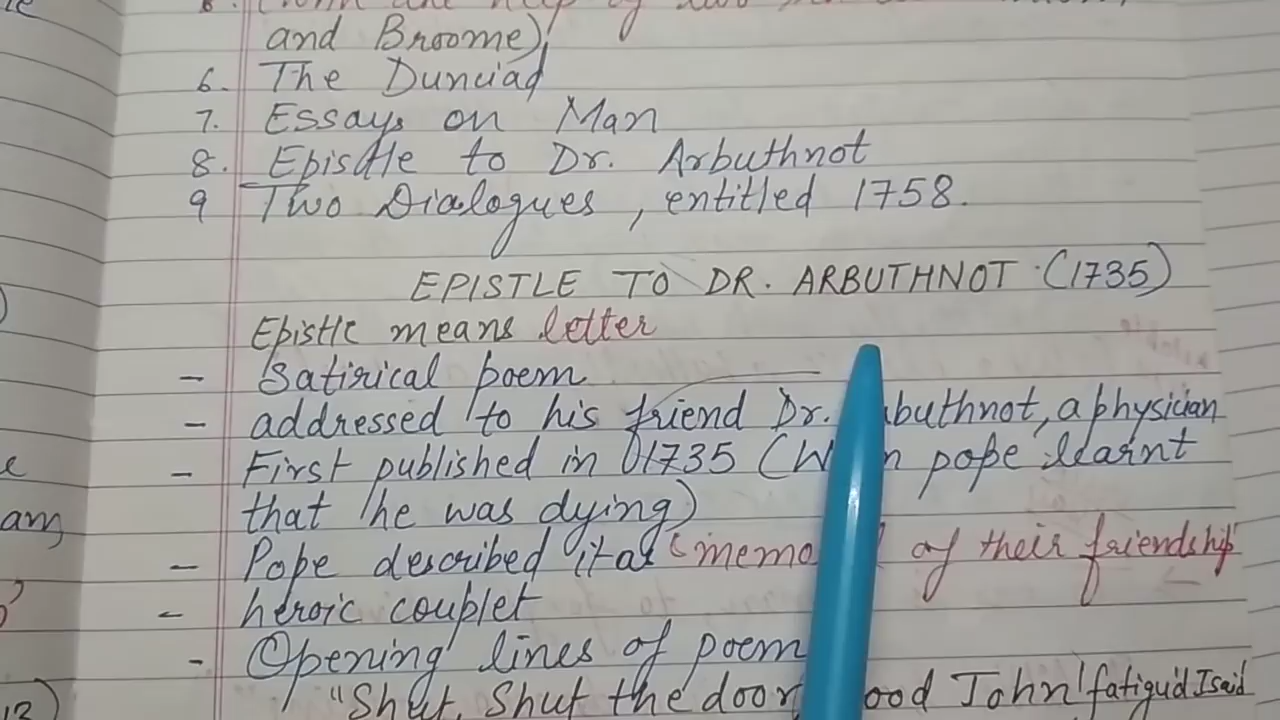 and Broome)
6. The Dunciad
7. Essays on Man
8. Epistle to Dr. Arbuthnot
9 Two Dialogues, entitled 1758.
EPISTLE TO DR. ARBUTHNOT (1735)
Epistle means letter
- Satirical poem
- addressed to his friend Dr. buthnot, a physician
- First published in 1735 (W n pope learnt
that he was dying)
- Pope described it as "memo of their friendship"
- heroic couplet
- Opening lines of poem
"Shut, Shut the door, ood John! fatigu'd I said
am